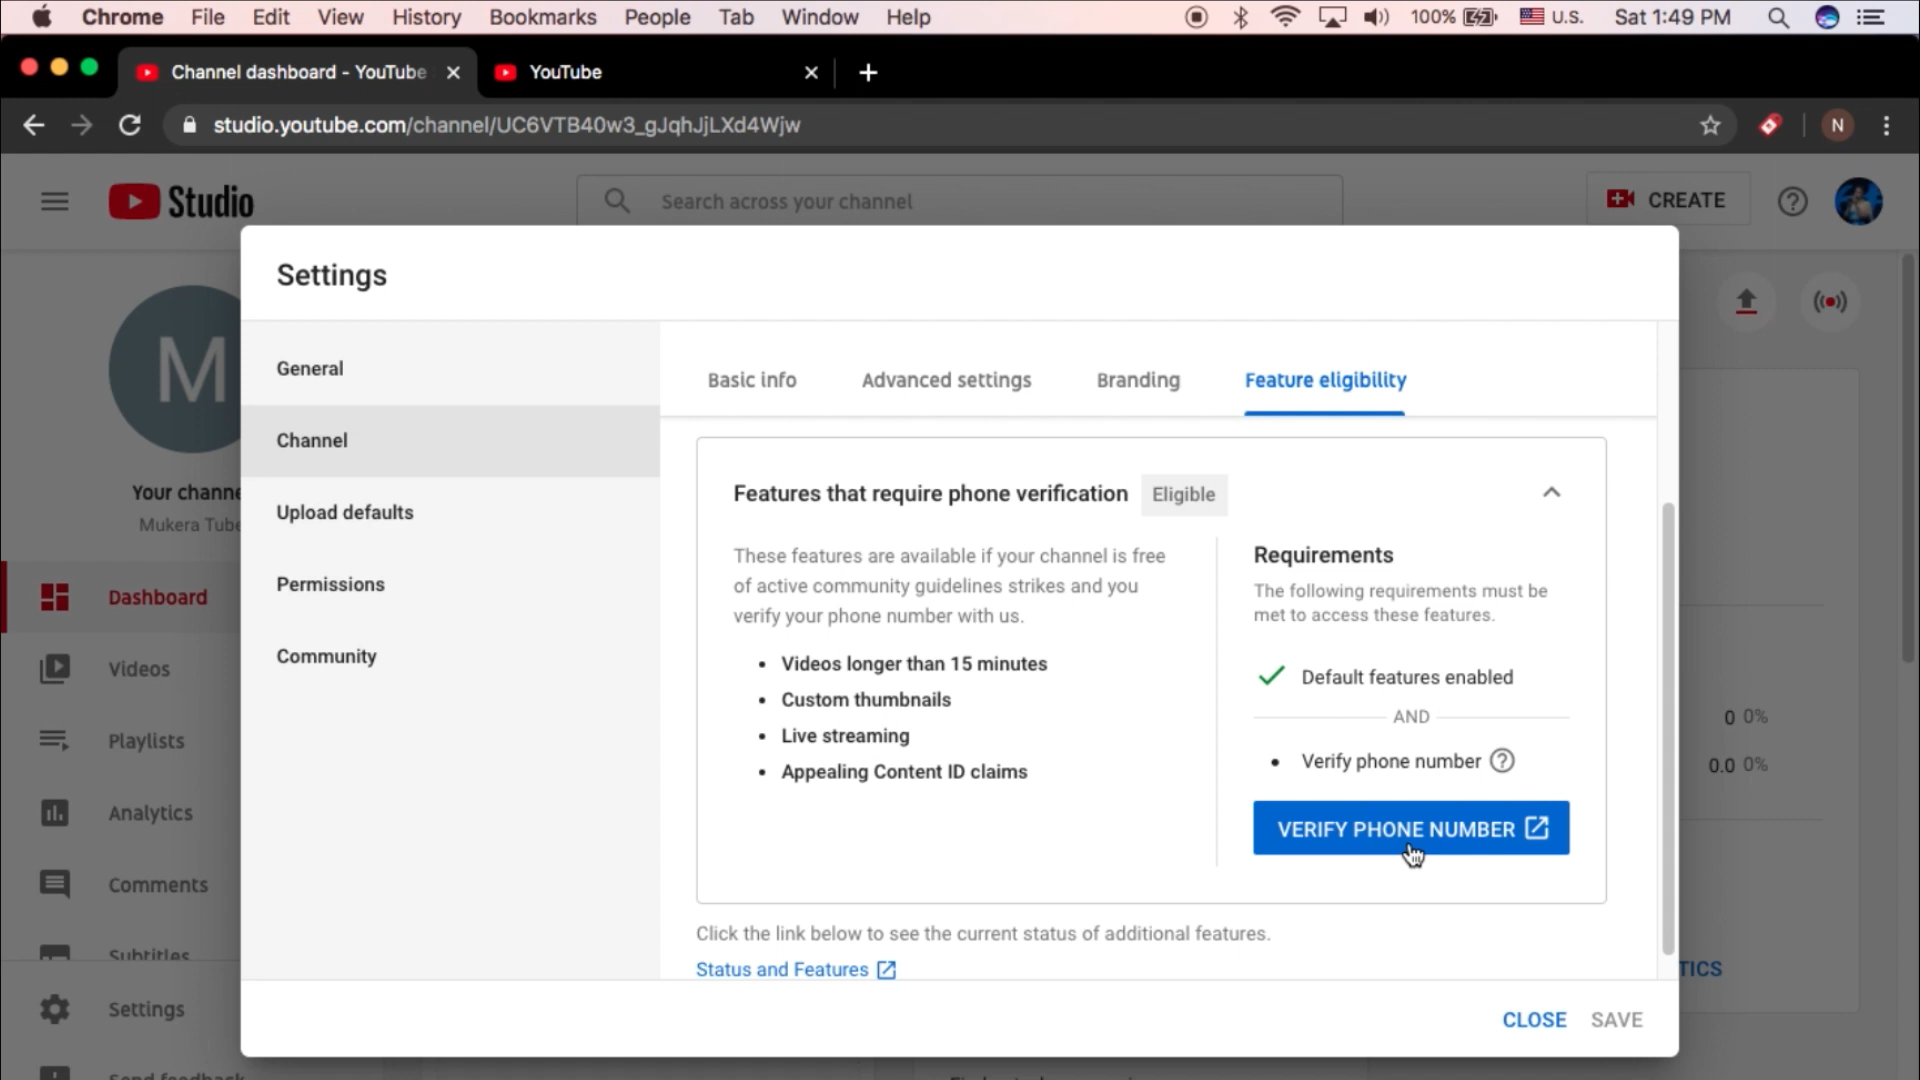 Chrome File Edit View History Bookmarks People Tab Window Help 100% U.S. Sat 1:49 PM
Channel dashboard - YouTube
YouTube
studio.youtube.com/channel/UC6VTB40w3_gJqhJjLXd4Wjw
N
Studio
Search across your channel
CREATE
M
Your channe
Mukera Tube
Dashboard
Videos
Playlists
Analytics
Comments
Subtitles
Settings
Send feedback
Settings
General
Channel
Upload defaults
Permissions
Community
Basic info
Advanced settings
Branding
Feature eligibility
Features that require phone verification
Eligible
These features are available if your channel is free
of active community guidelines strikes and you
verify your phone number with us.
• Videos longer than 15 minutes
• Custom thumbnails
• Live streaming
• Appealing Content ID claims
Requirements
The following requirements must be
met to access these features.
Default features enabled
AND
• Verify phone number
VERIFY PHONE NUMBER
Click the link below to see the current status of additional features.
Status and Features
CLOSE
SAVE
0 0%
0.0 0%
TICS